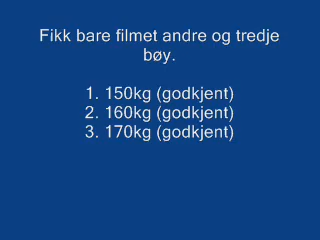 Fikk bare filmet andre og tredje
bøy.
1. 150kg (godkjent)
2. 160kg (godkjent)
3. 170kg (godkjent)